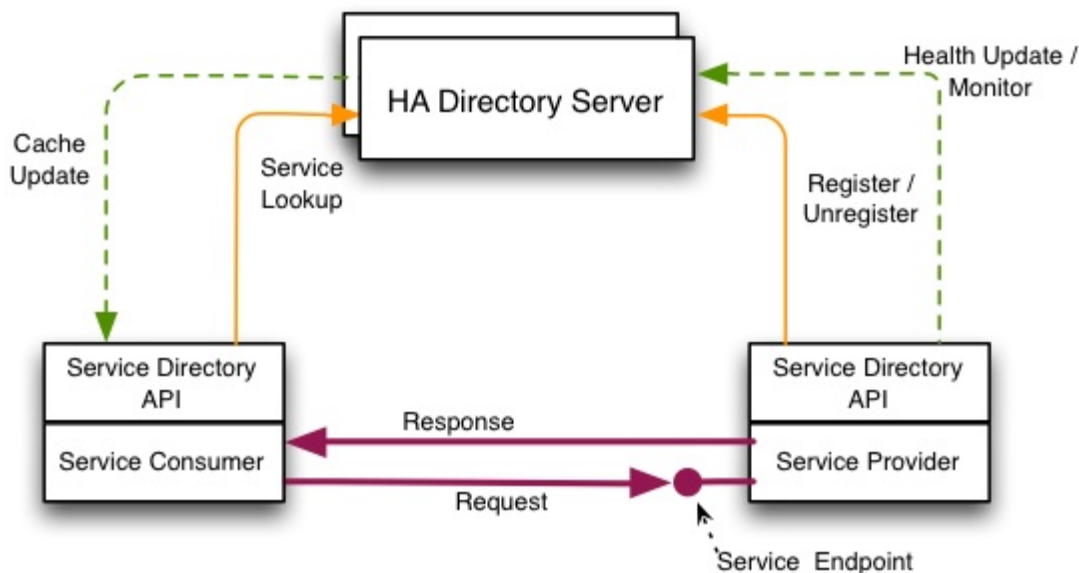 HA Directory Server
Health Update /
Monitor
Cache
Update
Service
Lookup
Register /
Unregister
Service Directory
API
Service Consumer
Service Directory
API
Service Provider
Response
Request
Service Endpoint